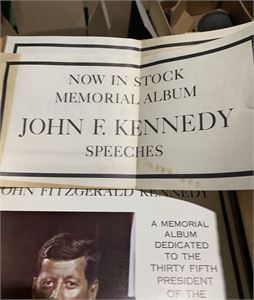 NOW IN STOCK
MEMORIAL ALBUM
JOHN F. KENNEDY
SPEECHES
JOHN FITZGERALD KENNEDY
A MEMORIAL
ALBUM
DEDICATED
TO THE
THIRTY FIFTH
PRESIDENT
OF THE